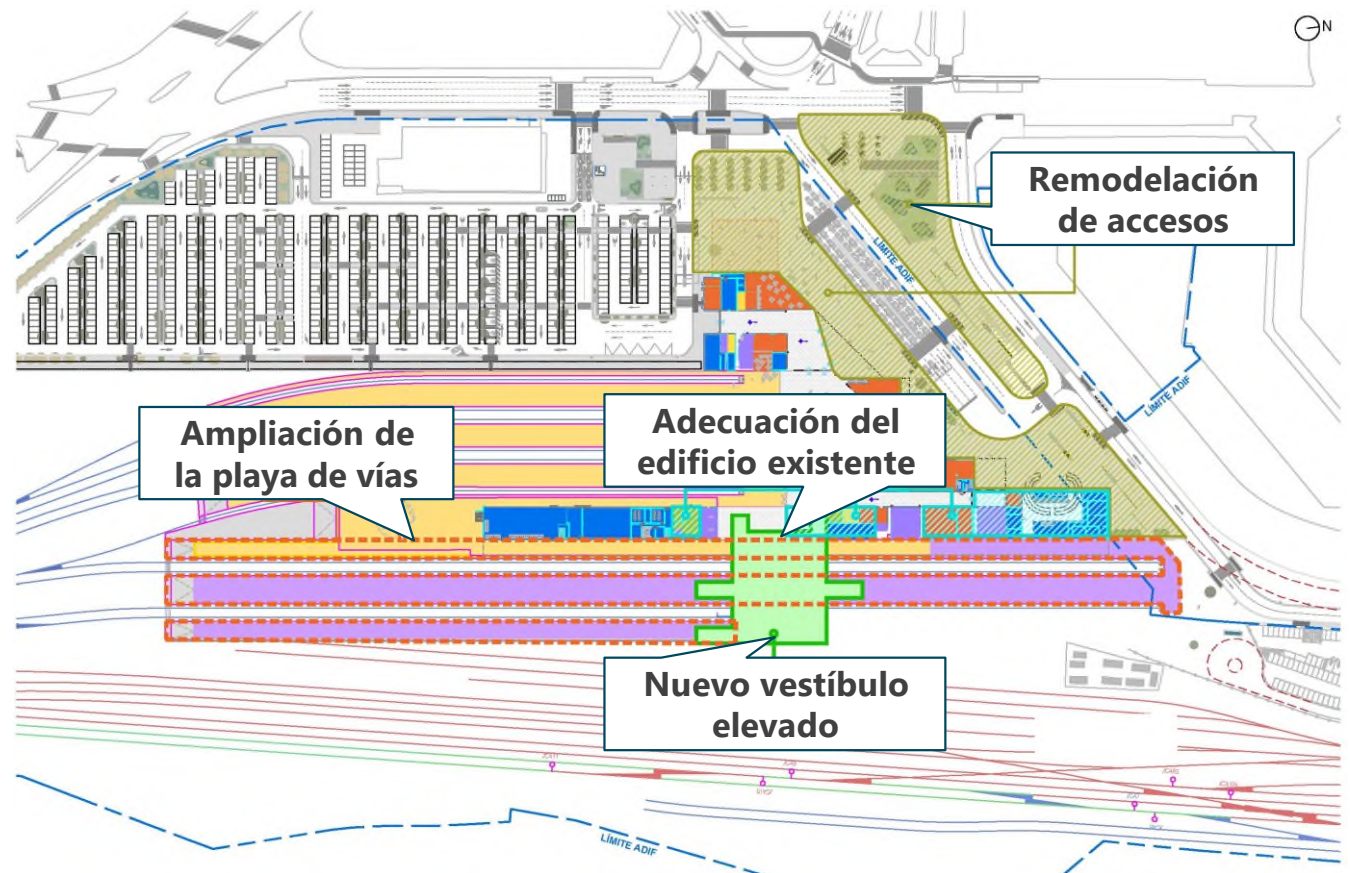 N
Remodelación
de accesos
LÍMITE ADIF
LÍMITE ADIF
Ampliación de
la playa de vías
Adecuación del
edificio existente
Nuevo vestíbulo
elevado
LÍMITE ADIF